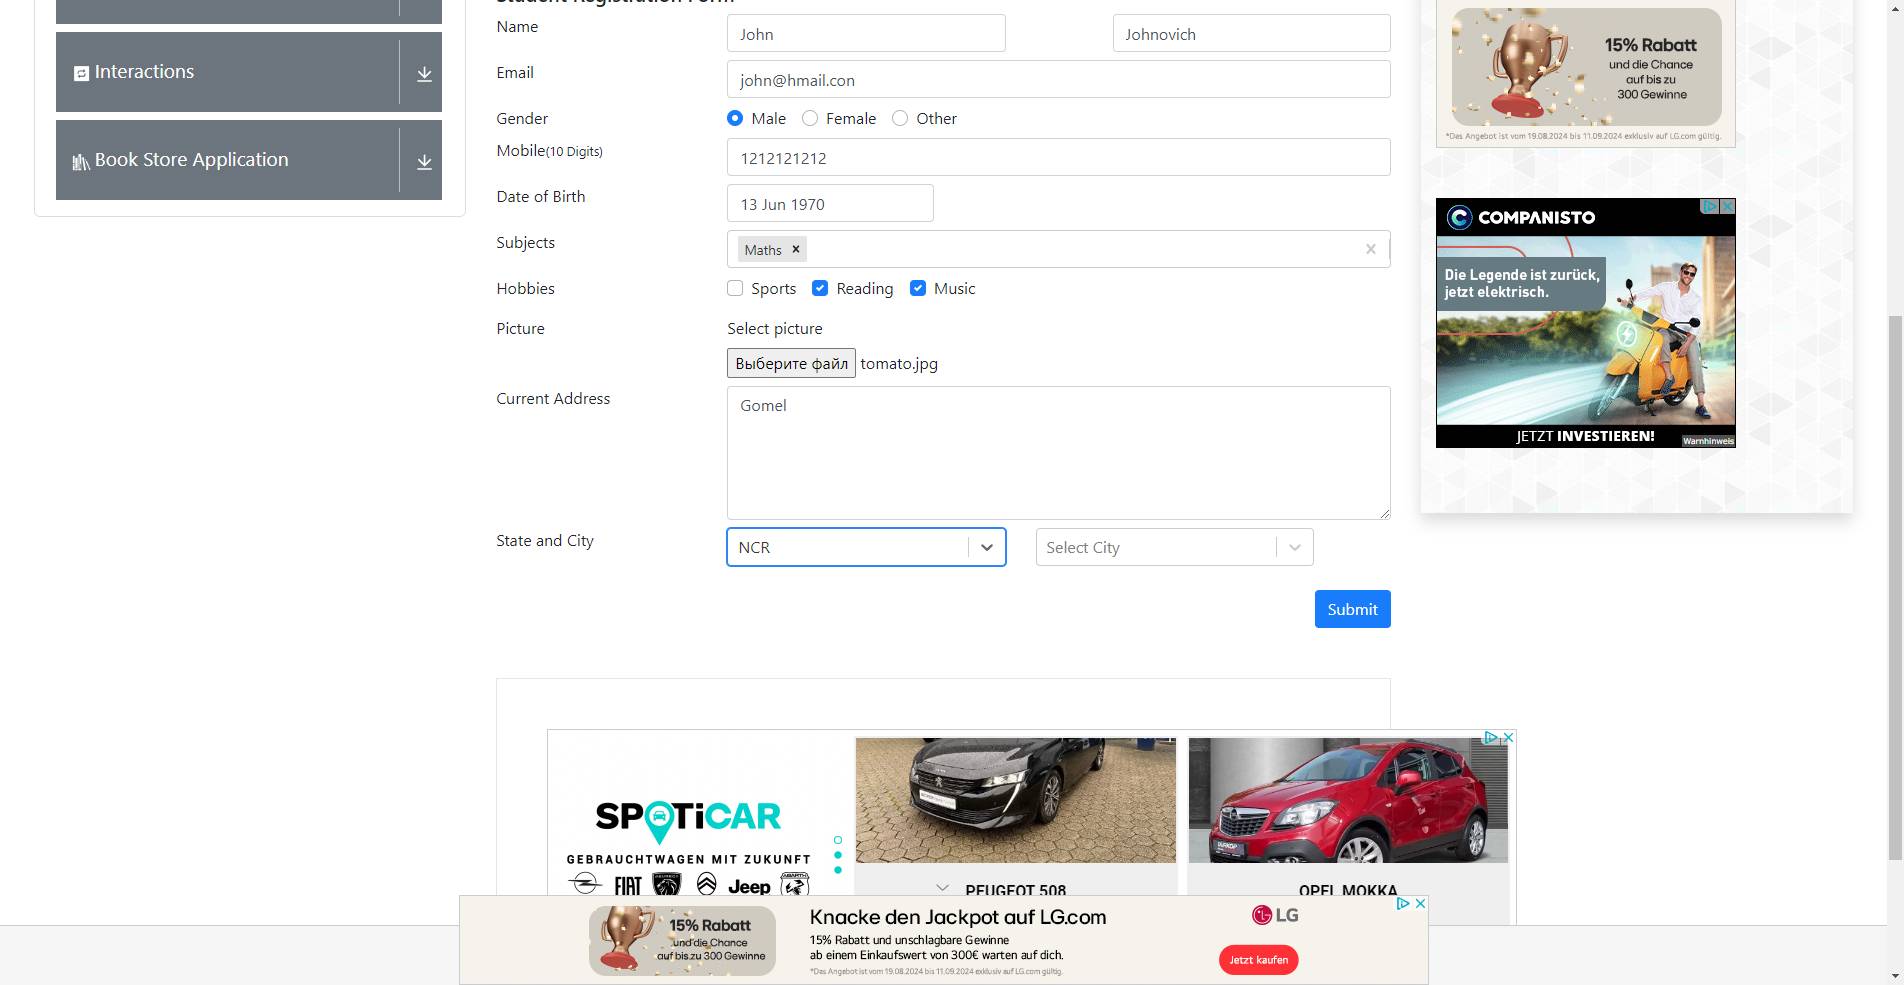 Student Registration Form
Name
John
Johnovich
Interactions
Email
john@hmail.con
Gender
Male
Female
Other
Mobile(10 Digits)
1212121212
Book Store Application
Date of Birth
13 Jun 1970
Subjects
Maths
Hobbies
Sports
Reading
Music
Picture
Select picture
Выберите файл
tomato.jpg
Current Address
Gomel
State and City
NCR
Select City
Submit
15% Rabatt
und die Chance
auf bis zu
300 Gewinne
*Das Angebot ist vom 19.08.2024 bis 11.09.2024 exklusiv auf LG.com gültig.
COMPANISTO
Die Legende ist zurück,
jetzt elektrisch.
JETZT INVESTIEREN!
Warnhinweis
SPOTiCAR
GEBRAUCHTWAGEN MIT ZUKUNFT
FIAT
Jeep
ABARTH
PEUGEOT 508
OPEL MOKKA
15% Rabatt
und die Chance
auf bis zu 300 Gewinne
Knacke den Jackpot auf LG.com
15% Rabatt und unschlagbare Gewinne
ab einem Einkaufswert von 300€ warten auf dich.
*Das Angebot ist vom 19.08.2024 bis 11.09.2024 exklusiv auf LG.com gültig.
LG
Jetzt kaufen